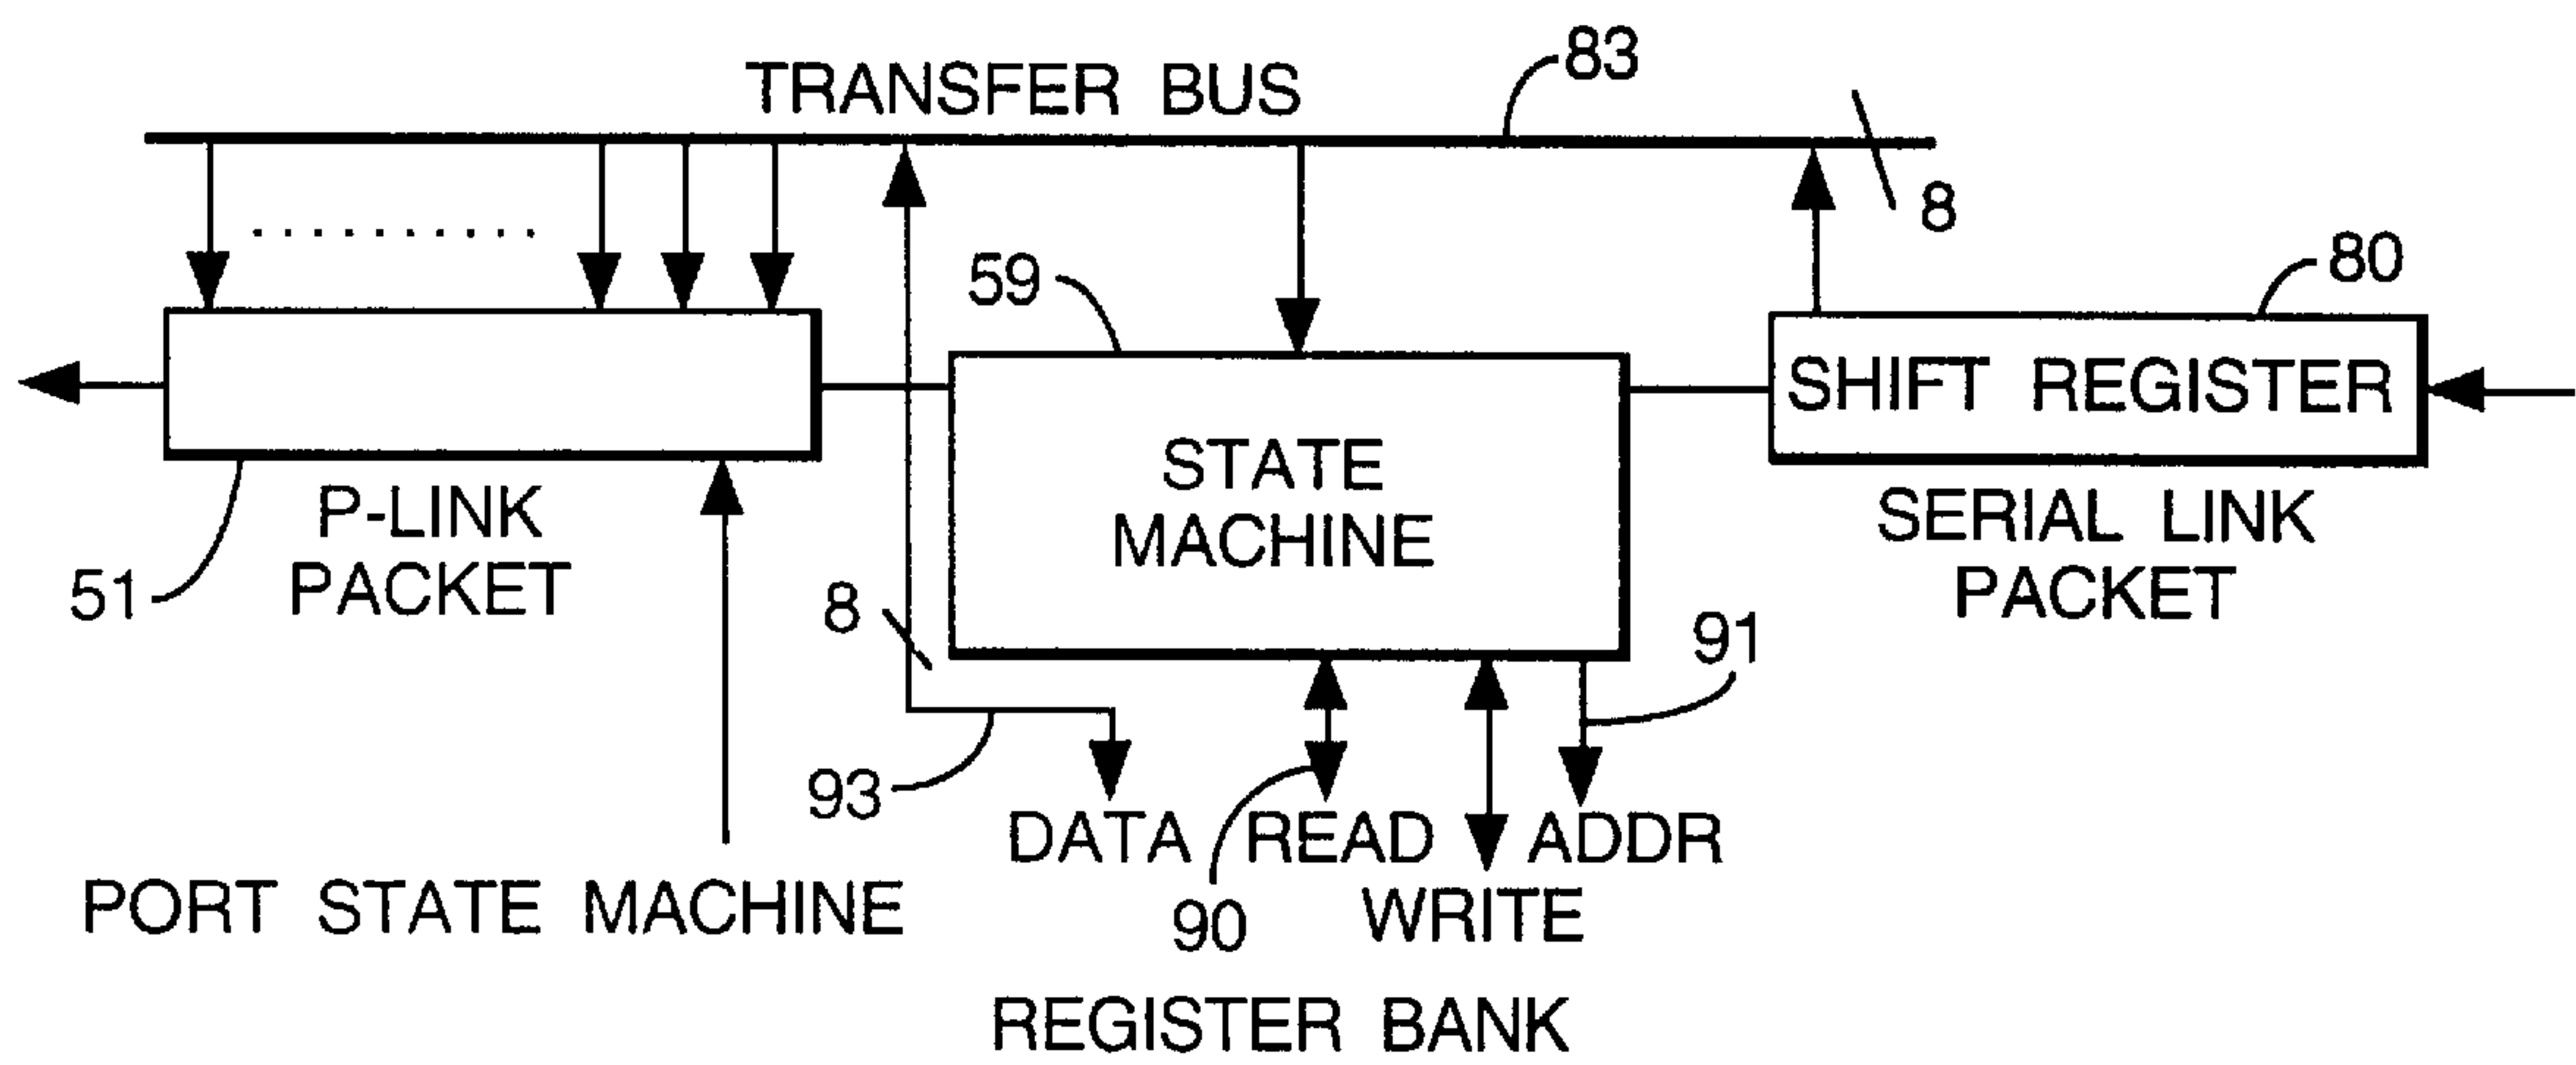 TRANSFER BUS
83
8
59
80
SHIFT REGISTER
STATE
MACHINE
P-LINK
PACKET
SERIAL LINK
PACKET
51
8
91
93
DATA READ ADDR
PORT STATE MACHINE
90
WRITE
REGISTER BANK